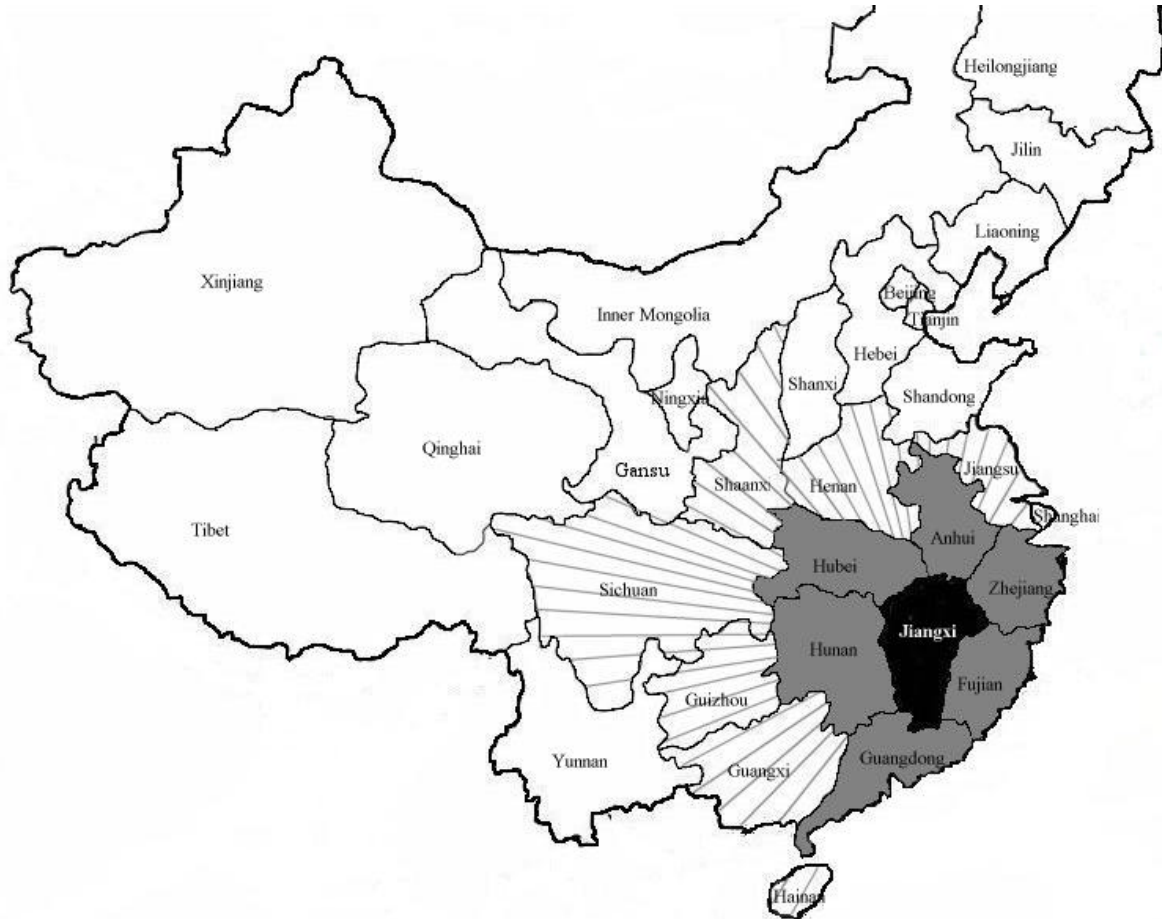 Heilongjiang
Jilin
Liaoning
Xinjiang
Beijing
Inner Mongolia
Tianjin
Hebei
Shanxi
Ningxia
Shandong
Qinghai
Gansu
Jiangsu
Shaanxi
Henan
Shanghai
Tibet
Anhui
Hubei
Zhejiang
Sichuan
Jiangxi
Hunan
Fujian
Guizhou
Guangdong
Yunnan
Guangxi
Hainan